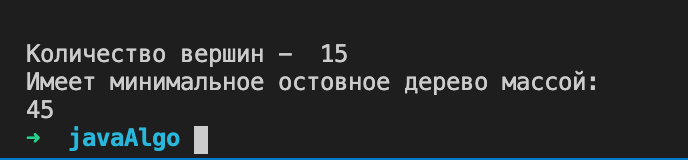 Количество вершин –  15
Имеет минимальное остовное дерево массой:
45
➜  javaAlgo